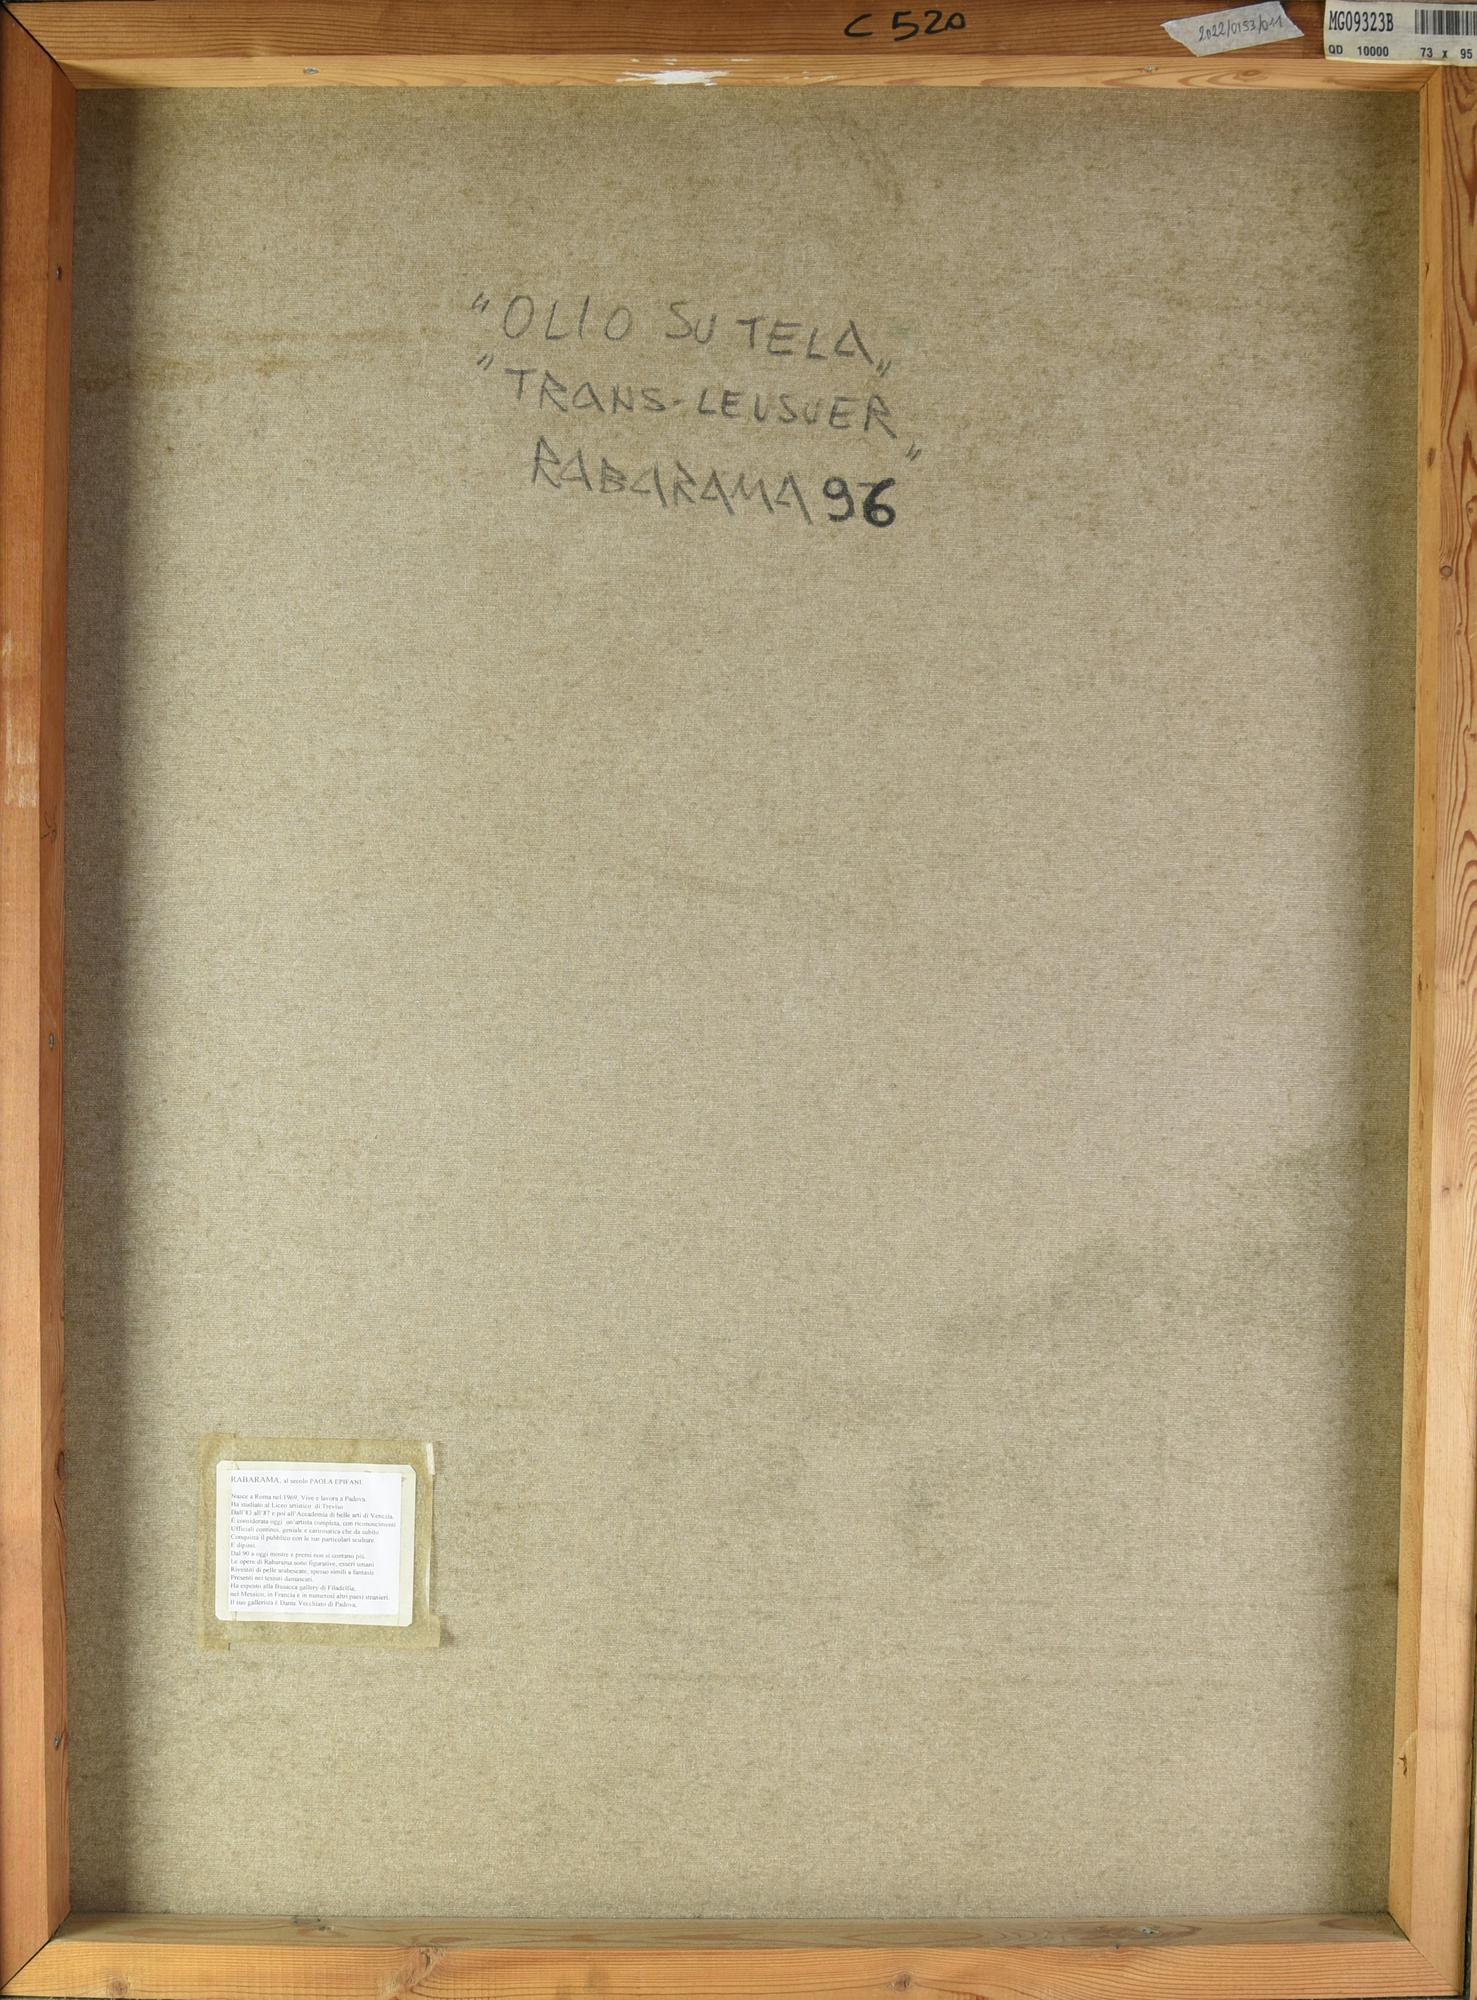 C 520
2022/0153/011
MG09323B
QD 10000 73 x 95
"OLIO SU TELA"
"TRANS-LEUSUER"
RABARAMA 96
RABARAMA, al secolo PAOLA EPIFANI
Nasce a Roma nel 1969, Vive e lavora a Padova.
Ha studiato al Liceo artistico di Treviso
Dall'83 all'87 e poi all'Accademia di belle arti di Venezia.
È considerata oggi un'artista completa, con riconoscimenti
Ufficiali continui, geniale e carismatica che da subito
Conquista il pubblico con le sue particolari sculture
E dipinti.
Dal 90 a oggi mostre e premi non si contano più.
Le opere di Rabarama sono figurative, esseri umani
Rivestiti di pelle arabescate, spesso simili a fantasie
Presenti nei tessuti damascati.
Ha esposto alla Busacca gallery di Filadelfia,
nel Messico, in Francia e in numerosi altri paesi stranieri.
Il suo gallerista è Dante Vecchiato di Padova.